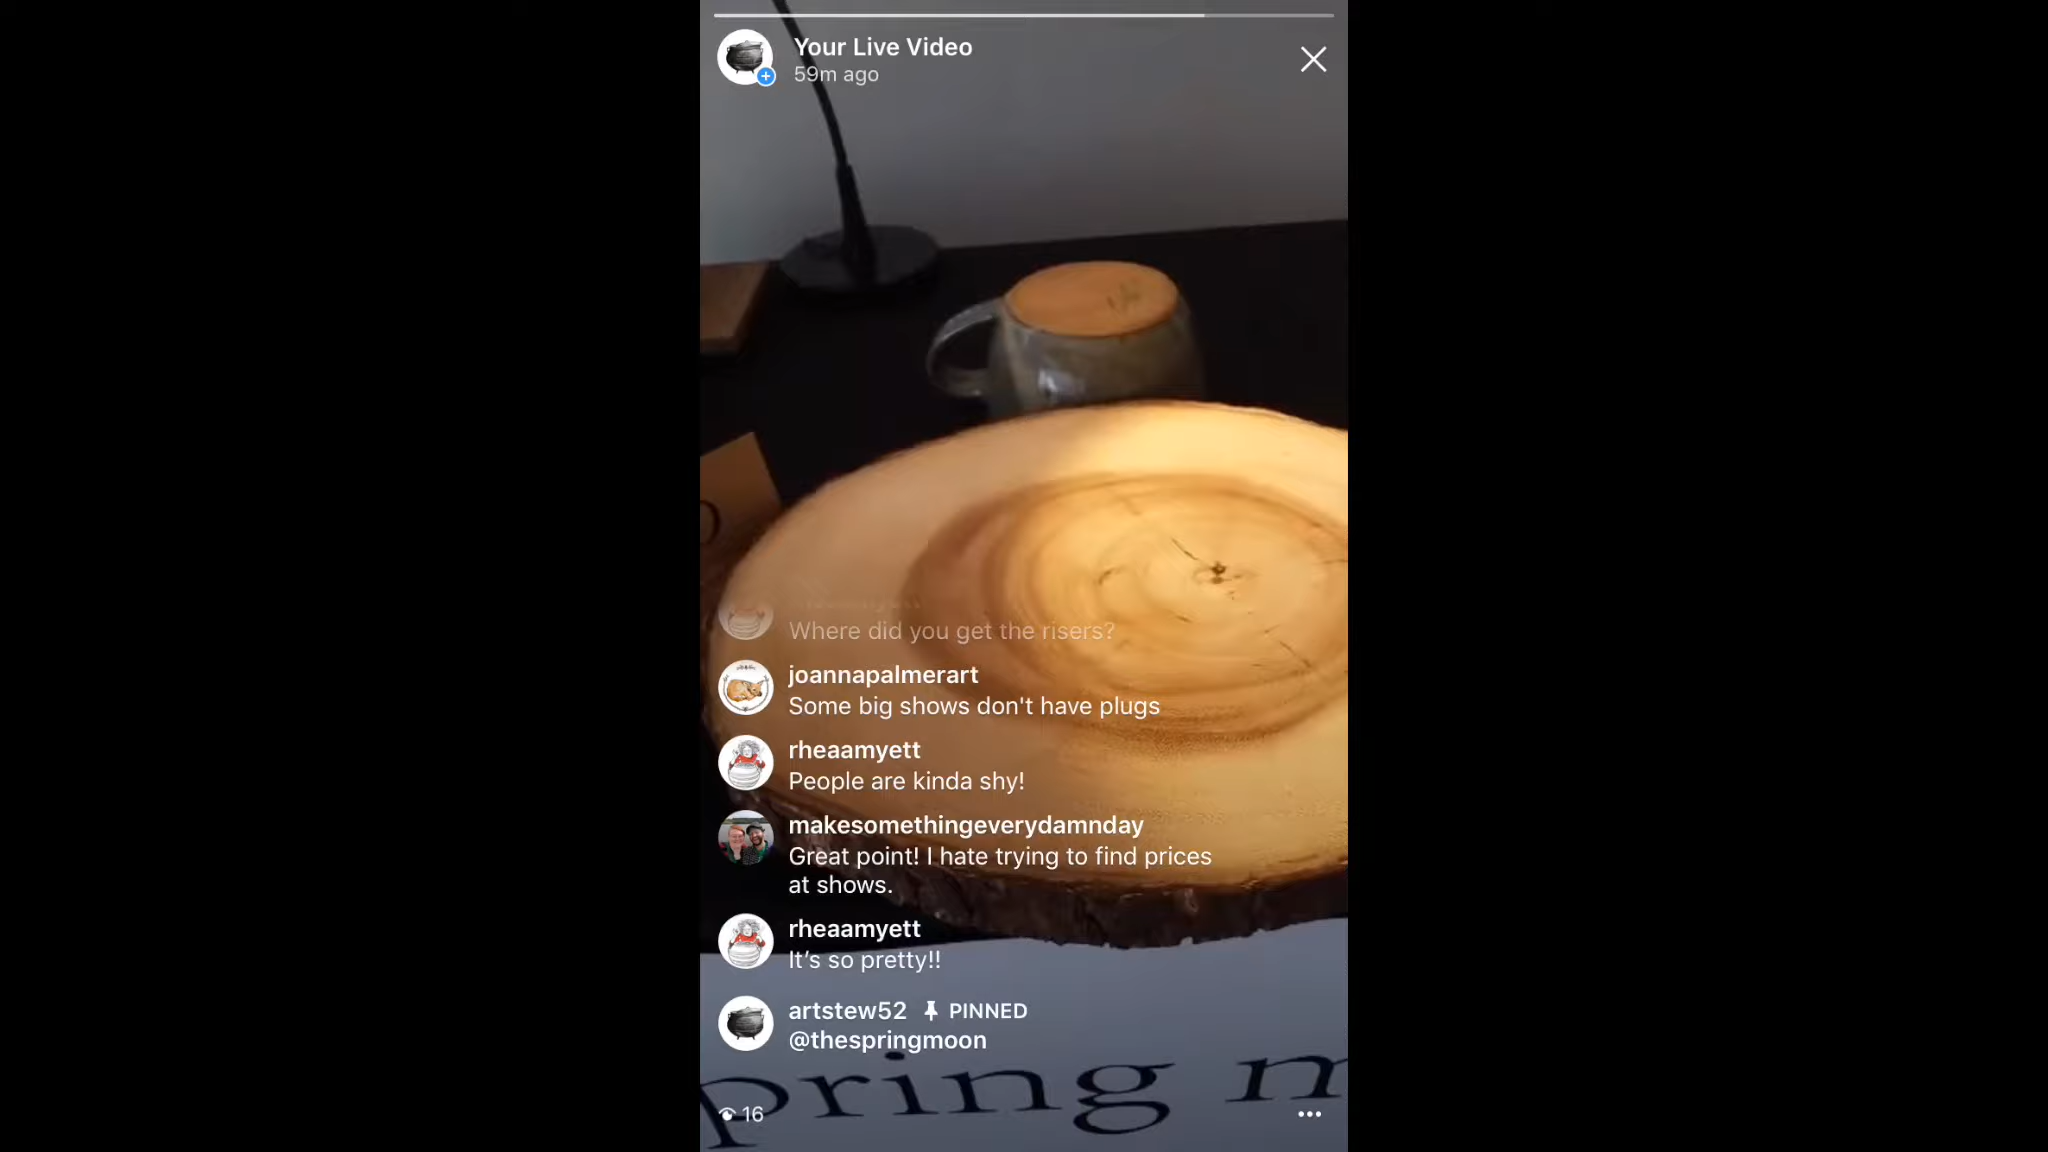 Your Live Video
59m ago
Where did you get the risers?
joannapalmerart
Some big shows don't have plugs
rheaamyett
People are kinda shy!
makesomethingeverydamnday
Great point! I hate trying to find prices
at shows.
rheaamyett
It's so pretty!!
artstew52 PINNED
@thespringmoon
pring m
16